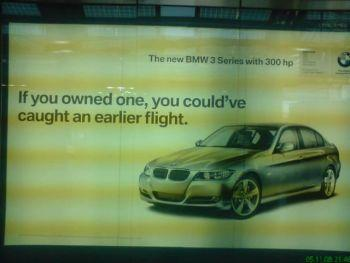 The new BMW 3 Series with 300 hp
If you owned one, you could've
caught an earlier flight.